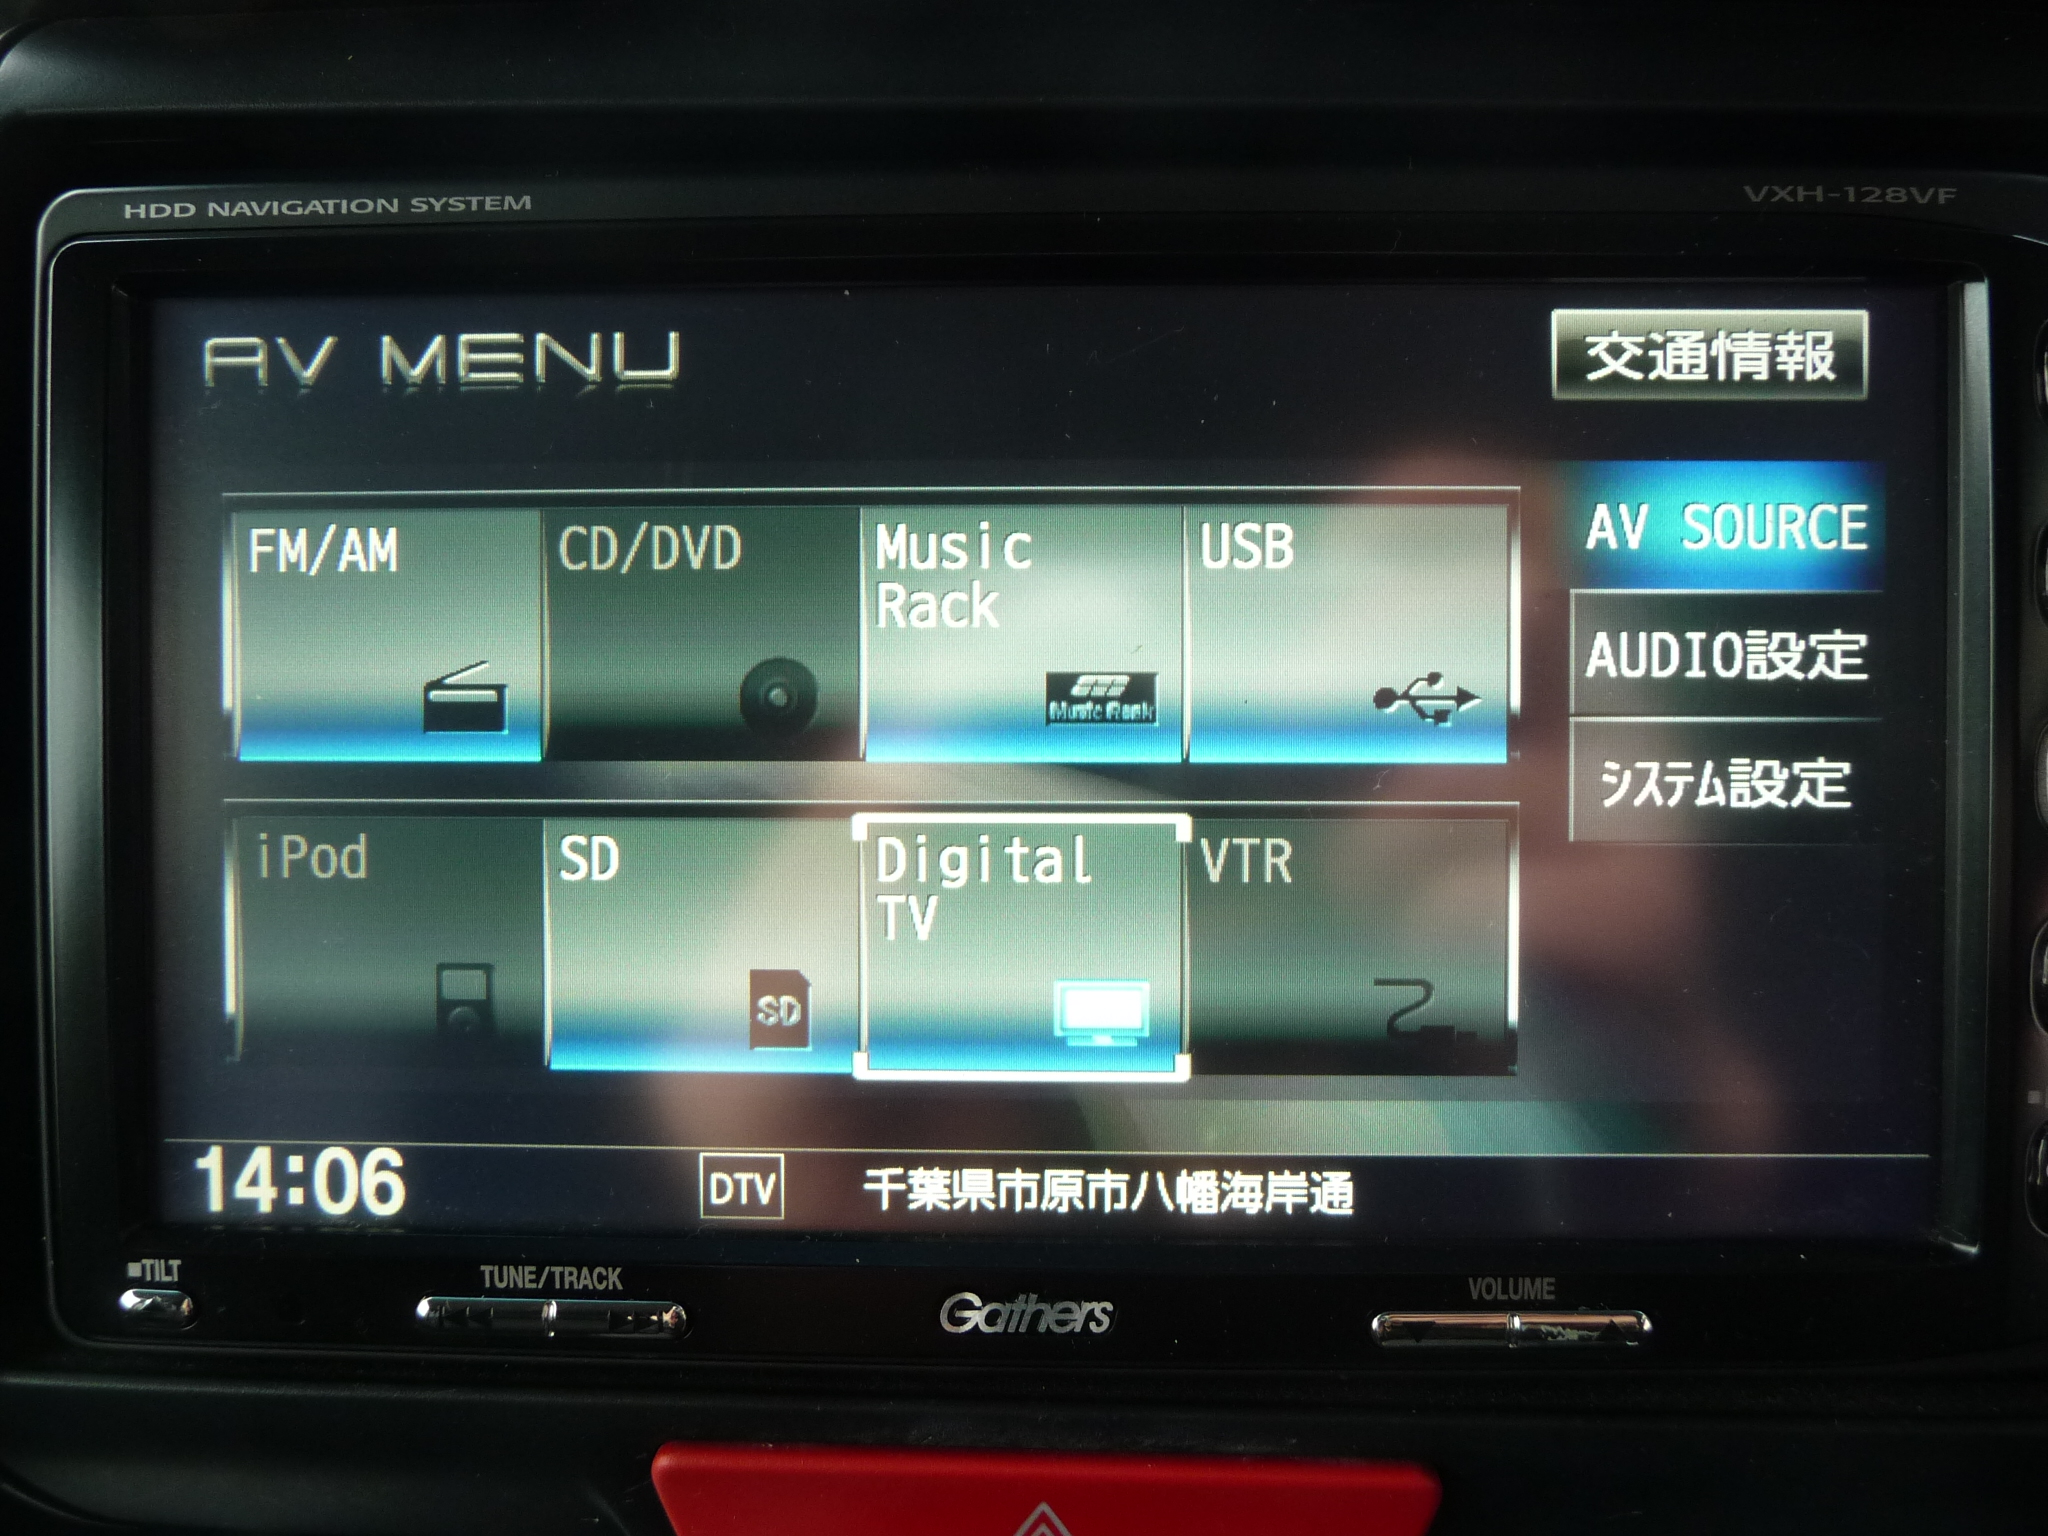 HDD NAVIGATION SYSTEM
VXH-128VF
AV MENU
交通情報
FM/AM
CD/DVD
Music
Rack
Music Rack
USB
AV SOURCE
AUDIO設定
システム設定
iPod
SD
SD
Digital
TV
VTR
14:06
DTV
千葉県市原市八幡海岸通
TILT
TUNE/TRACK
Gathers
VOLUME